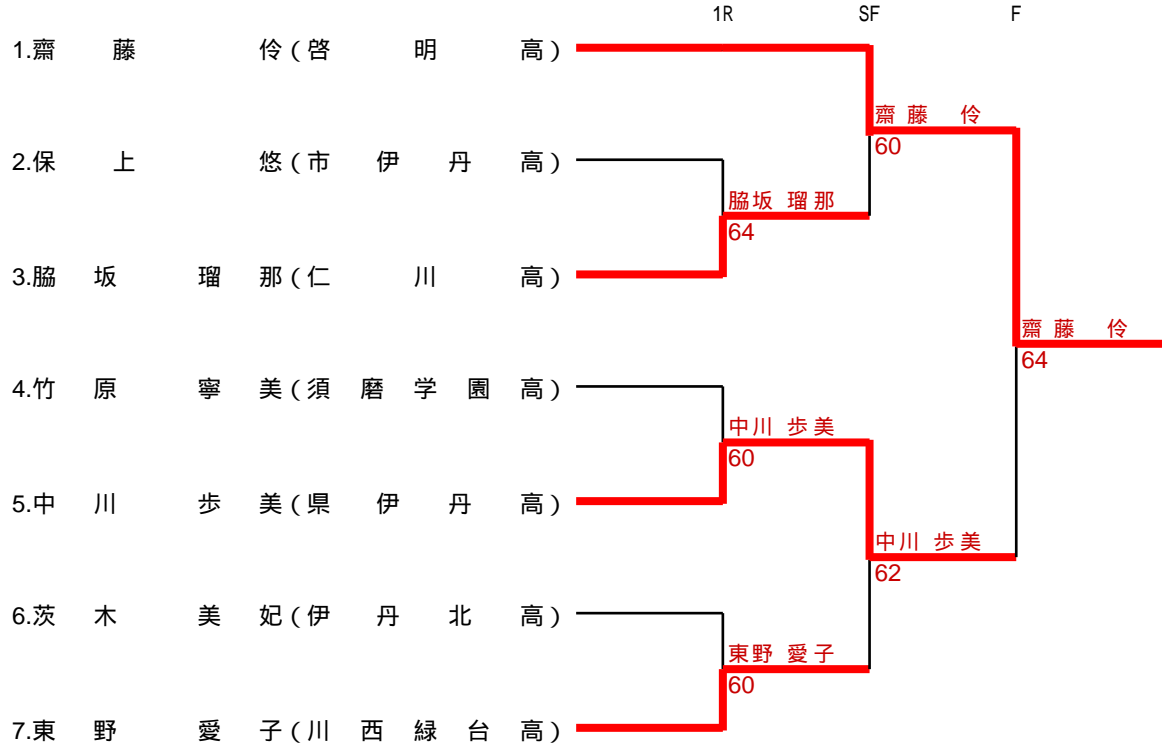 1R SF F
1.齋藤 伶(啓明高)
齋藤 伶
60
2.保上 悠(市伊丹高)
脇坂 瑠那
64
3.脇坂 瑠那(仁川高)
齋藤 伶
64
4.竹原 寧美(須磨学園高)
中川 歩美
60
5.中川 歩美(県伊丹高)
中川 歩美
62
6.茨木 美妃(伊丹北高)
東野 愛子
60
7.東野 愛子(川西緑台高)